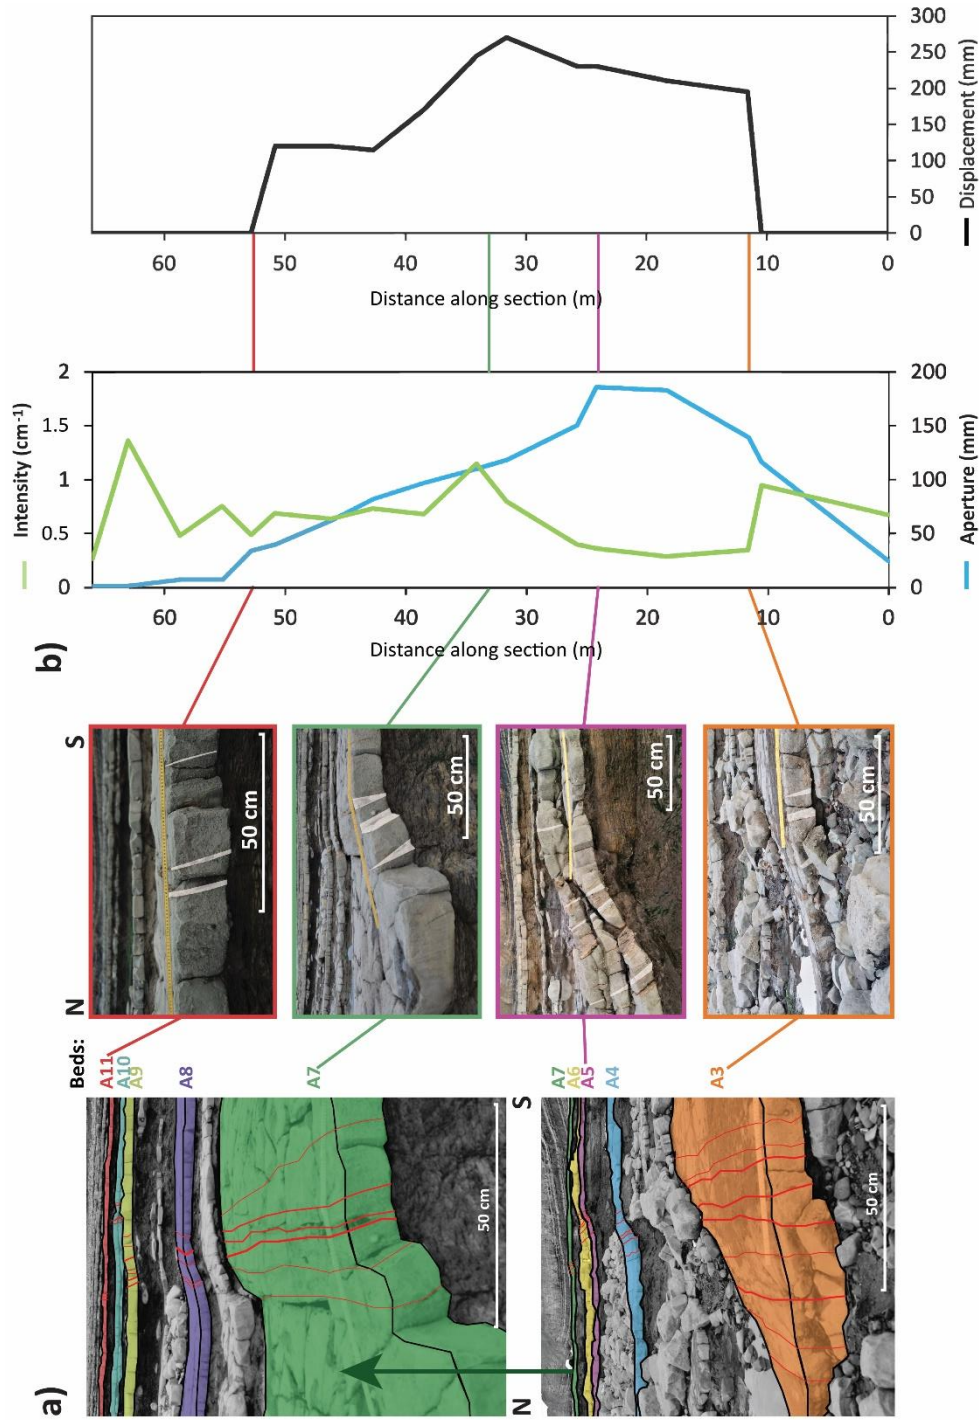 a)
N
S
50 cm
N
S
50 cm
Beds:
A11
A10
A9
A8
A7
A7
A6
A5
A4
A3
N
S
50 cm
50 cm
50 cm
50 cm
b)
Intensity (cm⁻¹)
2
1.5
1
0.5
0
200
150
100
50
0
Aperture (mm)
60
50
40
30
20
10
0
Distance along section (m)
300
250
200
150
100
50
0
Displacement (mm)
60
50
40
30
20
10
0
Distance along section (m)